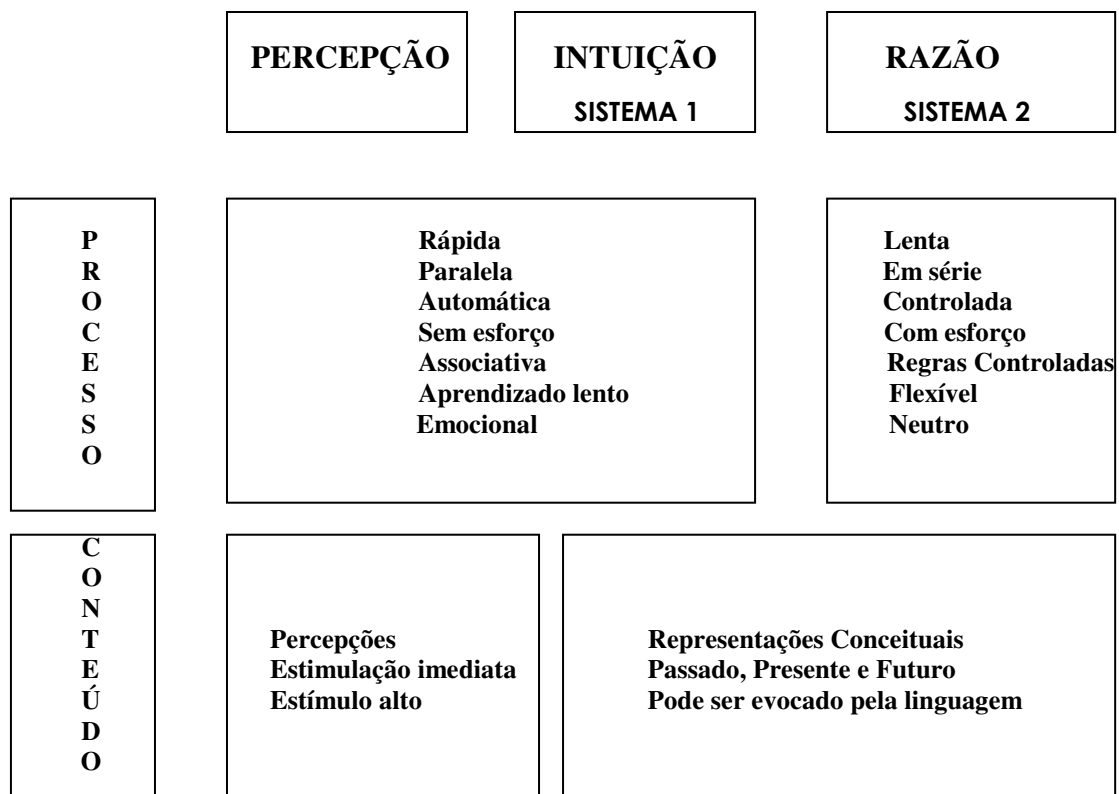 PERCEPÇÃO
INTUIÇÃO
SISTEMA 1
RAZÃO
SISTEMA 2
P
R
O
C
E
S
S
O
Rápida
Paralela
Automática
Sem esforço
Associativa
Aprendizado lento
Emocional
Lenta
Em série
Controlada
Com esforço
Regras Controladas
Flexível
Neutro
C
O
N
T
E
Ú
D
O
Percepções
Estimulação imediata
Estímulo alto
Representações Conceituais
Passado, Presente e Futuro
Pode ser evocado pela linguagem